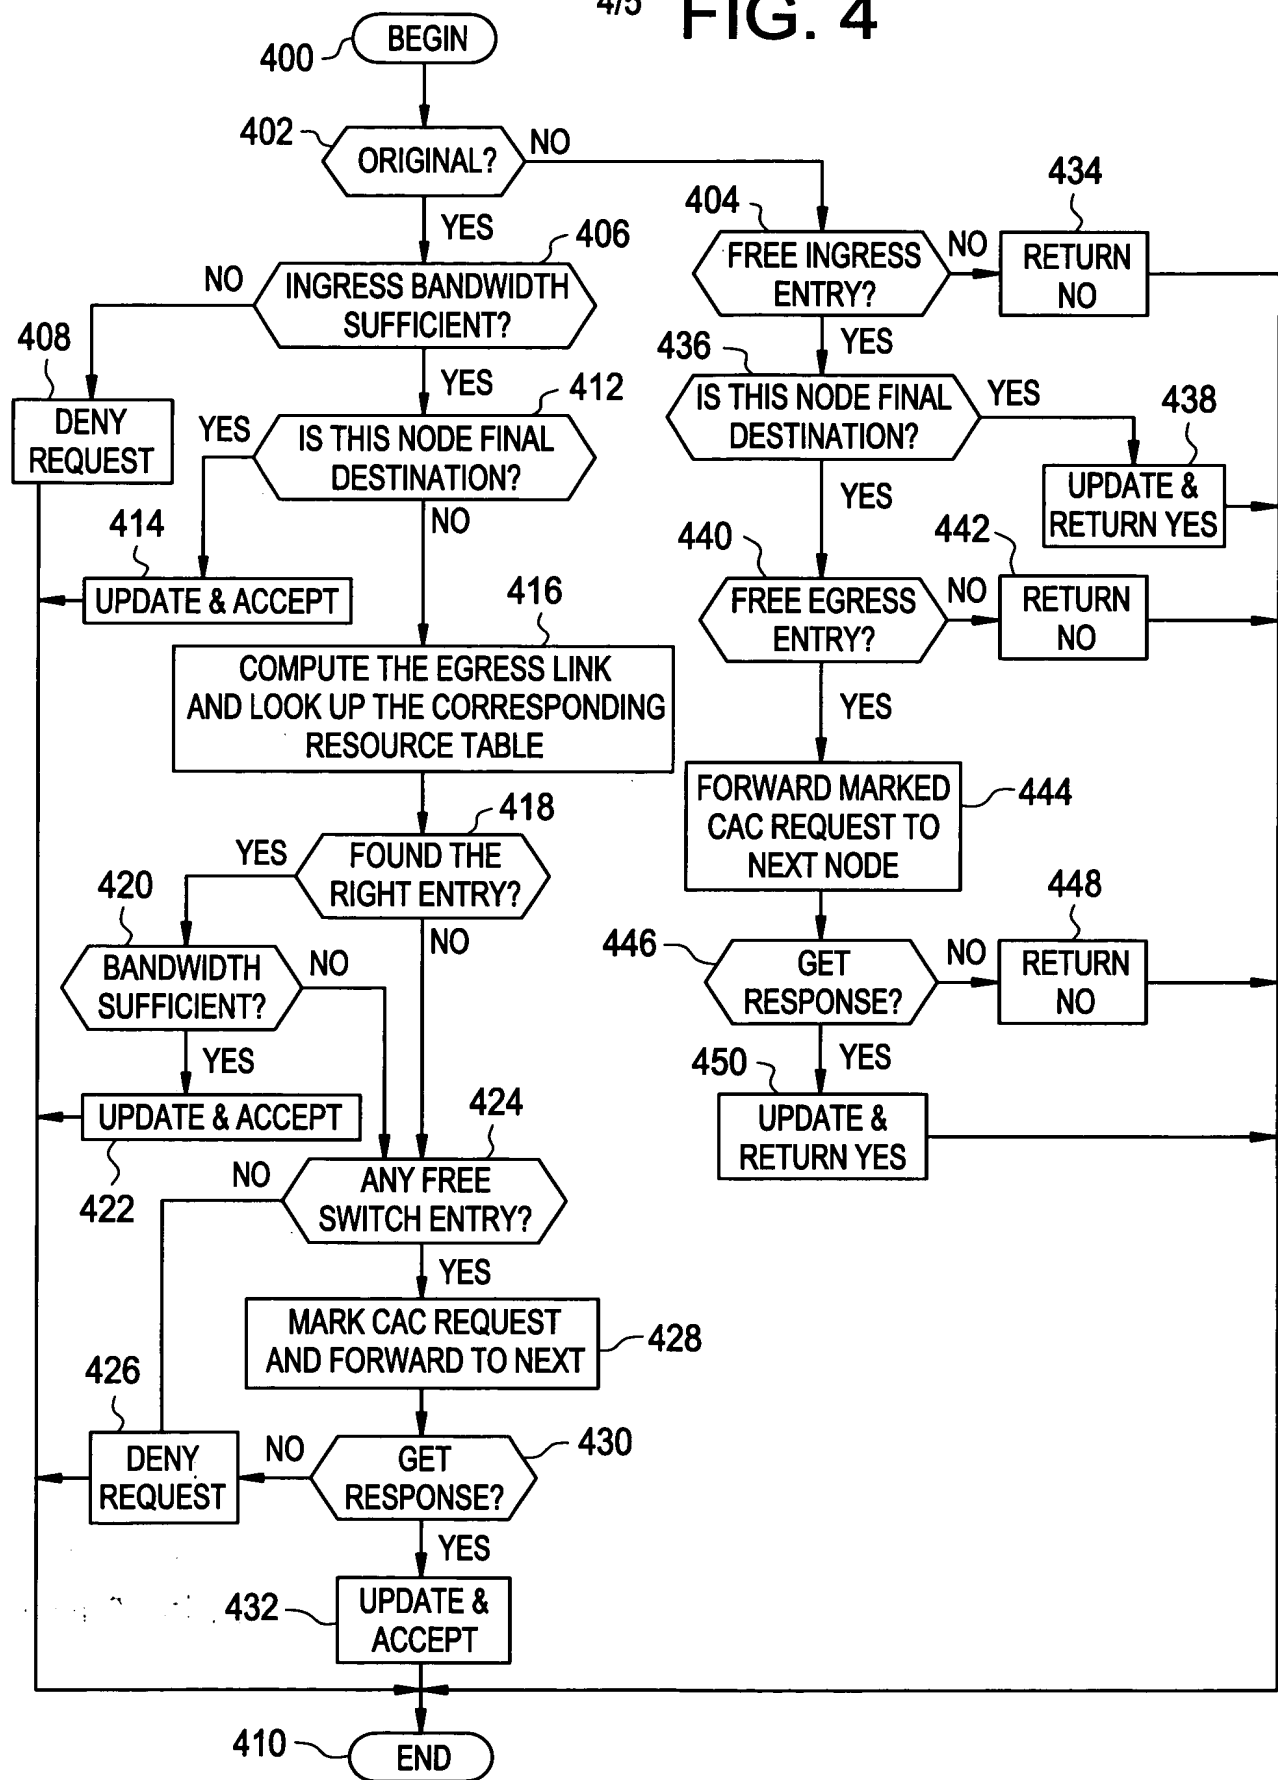 4/5
FIG. 4
400
BEGIN
402
ORIGINAL?
NO
YES
404
FREE INGRESS
ENTRY?
NO
434
RETURN
NO
YES
406
INGRESS BANDWIDTH
SUFFICIENT?
NO
408
DENY
REQUEST
YES
412
IS THIS NODE FINAL
DESTINATION?
YES
NO
414
UPDATE & ACCEPT
416
COMPUTE THE EGRESS LINK
AND LOOK UP THE CORRESPONDING
RESOURCE TABLE
418
FOUND THE
RIGHT ENTRY?
YES
NO
420
BANDWIDTH
SUFFICIENT?
NO
YES
UPDATE & ACCEPT
422
424
ANY FREE
SWITCH ENTRY?
NO
YES
MARK CAC REQUEST
AND FORWARD TO NEXT
428
426
DENY
REQUEST
NO
GET
RESPONSE?
430
YES
432
UPDATE &
ACCEPT
410
END
436
IS THIS NODE FINAL
DESTINATION?
YES
438
UPDATE &
RETURN YES
YES
440
FREE EGRESS
ENTRY?
NO
442
RETURN
NO
YES
FORWARD MARKED
CAC REQUEST TO
NEXT NODE
444
446
GET
RESPONSE?
NO
448
RETURN
NO
YES
450
UPDATE &
RETURN YES